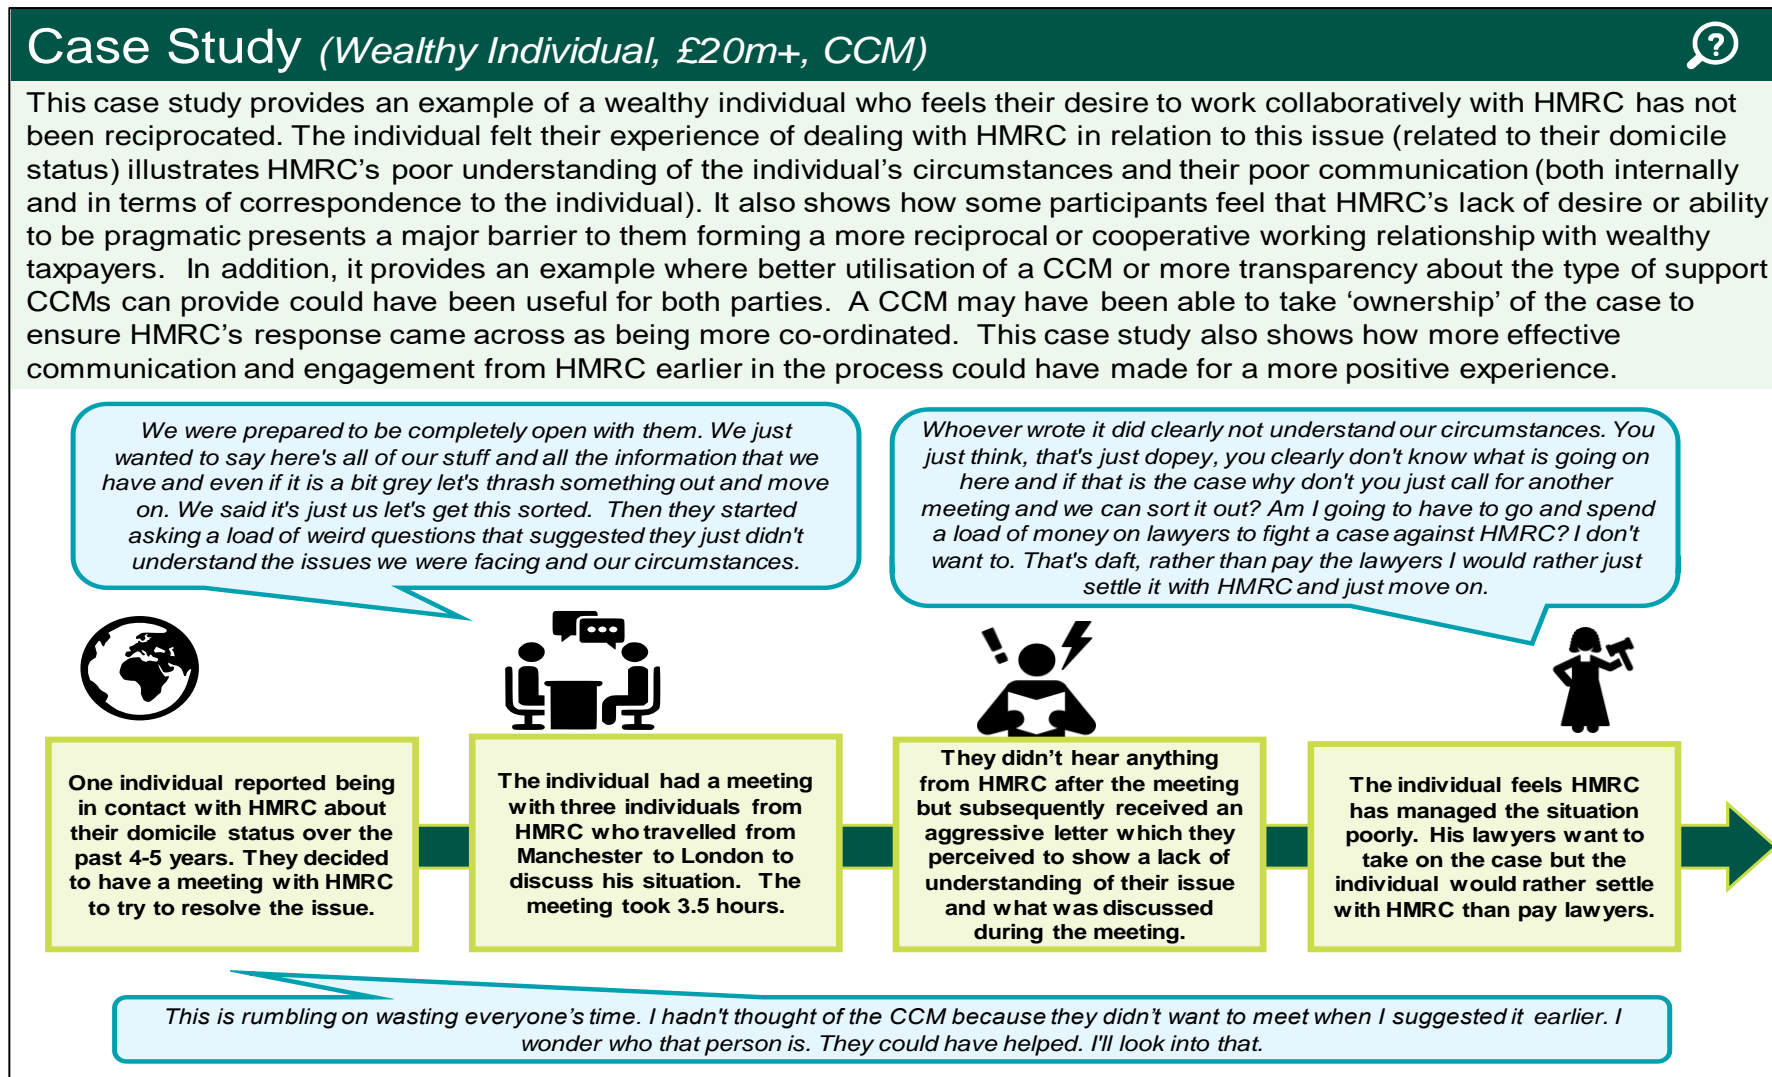 Case Study (Wealthy Individual, £20m+, CCM)
?
This case study provides an example of a wealthy individual who feels their desire to work collaboratively with HMRC has not
been reciprocated. The individual felt their experience of dealing with HMRC in relation to this issue (related to their domicile
status) illustrates HMRC’s poor understanding of the individual’s circumstances and their poor communication (both internally
and in terms of correspondence to the individual). It also shows how some participants feel that HMRC’s lack of desire or ability
to be pragmatic presents a major barrier to them forming a more reciprocal or cooperative working relationship with wealthy
taxpayers. In addition, it provides an example where better utilisation of a CCM or more transparency about the type of support
CCMs can provide could have been useful for both parties. A CCM may have been able to take ‘ownership’ of the case to
ensure HMRC’s response came across as being more co-ordinated. This case study also shows how more effective
communication and engagement from HMRC earlier in the process could have made for a more positive experience.
We were prepared to be completely open with them. We just
wanted to say here's all of our stuff and all the information that we
have and even if it is a bit grey let's thrash something out and move
on. We said it's just us let's get this sorted. Then they started
asking a load of weird questions that suggested they just didn't
understand the issues we were facing and our circumstances.
Whoever wrote it did clearly not understand our circumstances. You
just think, that's just dopey, you clearly don't know what is going on
here and if that is the case why don't you just call for another
meeting and we can sort it out? Am I going to have to go and spend
a load of money on lawyers to fight a case against HMRC? I don't
want to. That's daft, rather than pay the lawyers I would rather just
settle it with HMRC and just move on.
One individual reported being
in contact with HMRC about
their domicile status over the
past 4-5 years. They decided
to have a meeting with HMRC
to try to resolve the issue.
The individual had a meeting
with three individuals from
HMRC who travelled from
Manchester to London to
discuss his situation. The
meeting took 3.5 hours.
They didn’t hear anything
from HMRC after the meeting
but subsequently received an
aggressive letter which they
perceived to show a lack of
understanding of their issue
and what was discussed
during the meeting.
The individual feels HMRC
has managed the situation
poorly. His lawyers want to
take on the case but the
individual would rather settle
with HMRC than pay lawyers.
This is rumbling on wasting everyone’s time. I hadn't thought of the CCM because they didn’t want to meet when I suggested it earlier. I
wonder who that person is. They could have helped. I'll look into that.